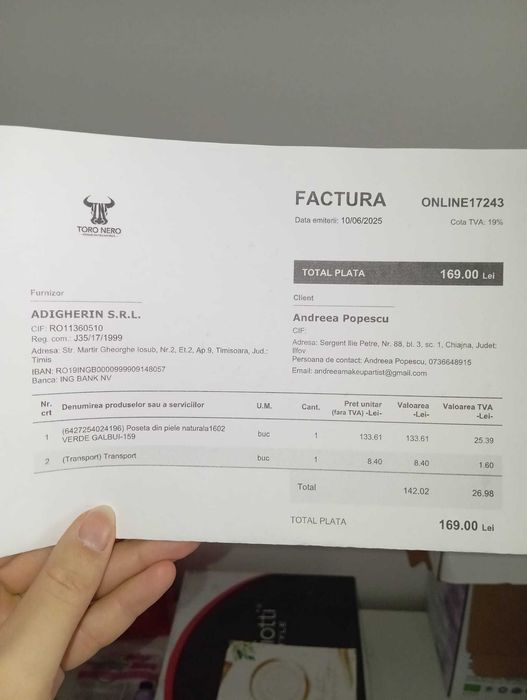 FACTURA
ONLINE17243
Data emiterii: 10/06/2025
Cota TVA: 19%
TORO NERO
TOTAL PLATA 169.00 Lei
Furnizor
ADIGHERIN S.R.L.
CIF: RO11360510
Reg. com.: J35/17/1999
Adresa: Str. Martir Gheorghe Iosub, Nr.2, Et.2, Ap.9, Timisoara, Jud.:
Timis
IBAN: RO19INGB0000999909148057
Banca: ING BANK NV
Client
Andreea Popescu
CIF:
Adresa: Sergent Ilie Petre, Nr. 88, bl. 3, sc. 1, Chiajna, Judet:
Ilfov
Persoana de contact: Andreea Popescu, 0736648915
Email: andreeamakeupartist@gmail.com
Nr. crt Denumirea produselor sau a serviciilor U.M. Cant. Pret unitar (fara TVA) -Lei- Valoarea -Lei- Valoarea TVA -Lei-
1 (6427254024196) Poseta din piele naturala1602 buc 1 133.61 133.61 25.39
VERDE GALBUI-159
2 (Transport) Transport buc 1 8.40 8.40 1.60
Total 142.02 26.98
TOTAL PLATA 169.00 Lei